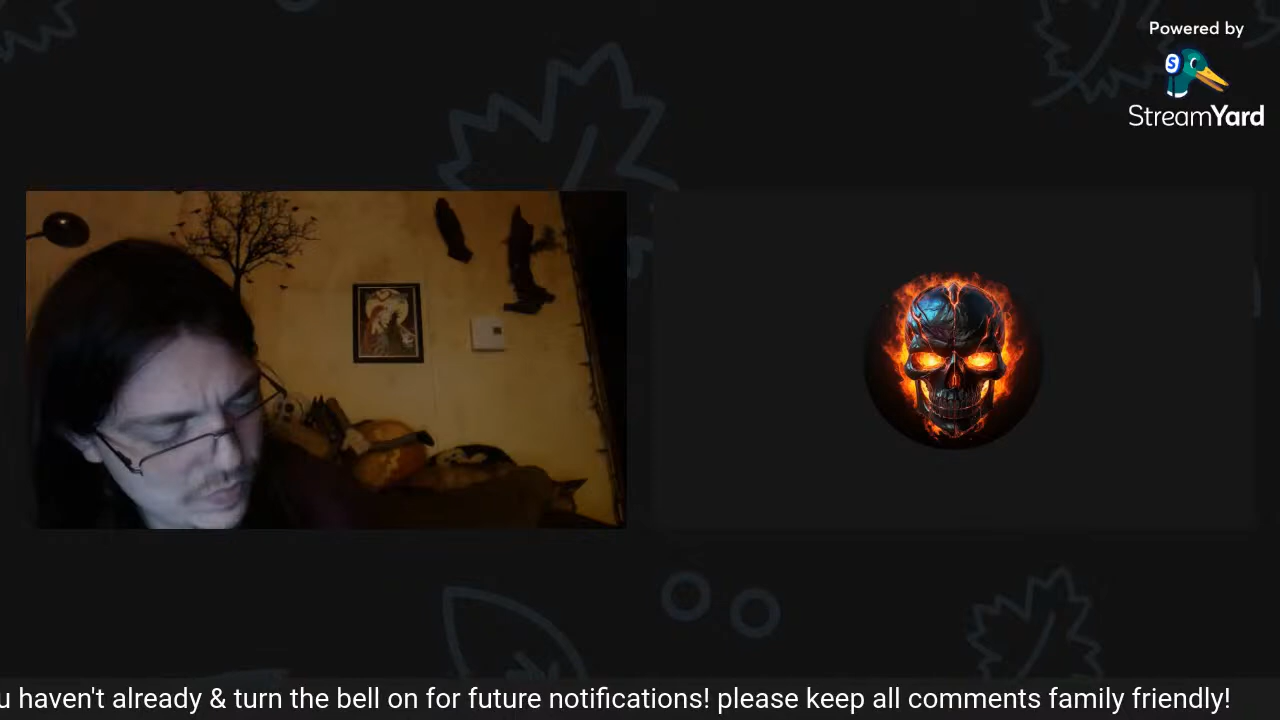 Powered by
S
StreamYard
u haven't already & turn the bell on for future notifications! please keep all comments family friendly!